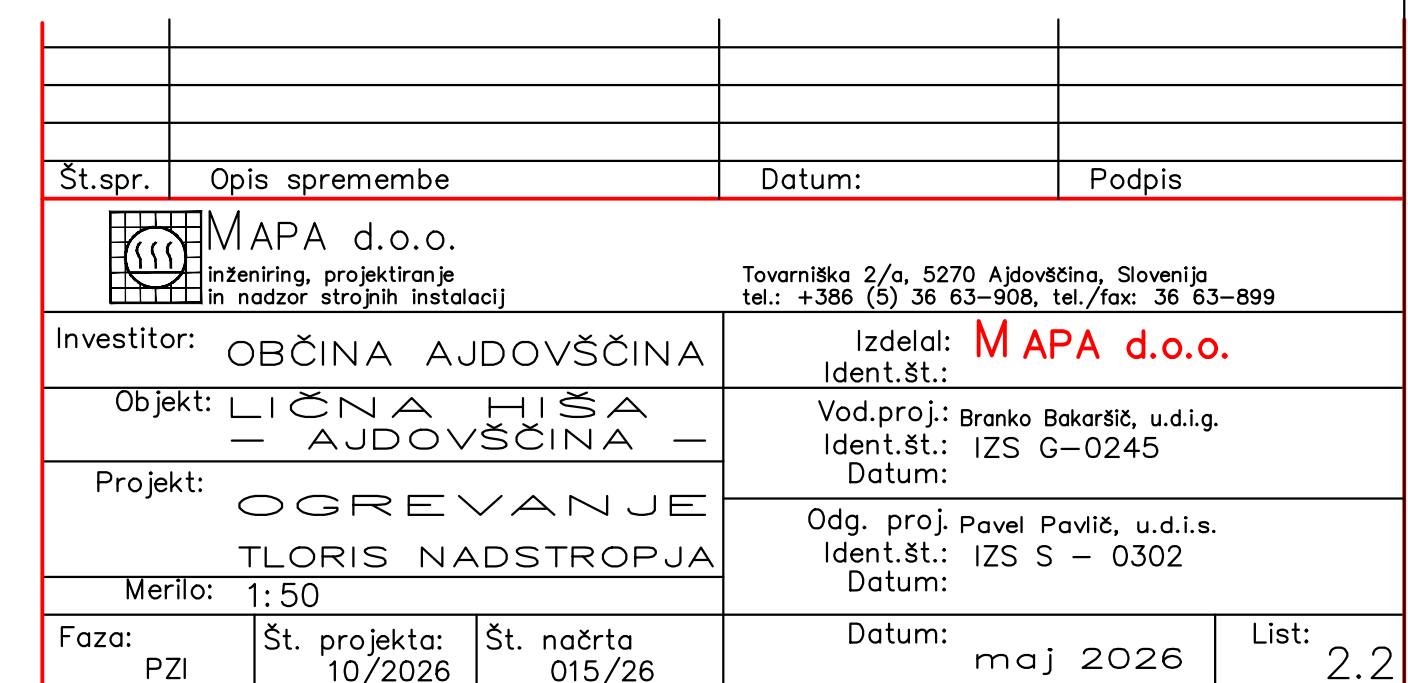 Št.spr. Opis spremembe Datum: Podpis
MAPA d.o.o.
inženiring, projektiranje
in nadzor strojnih instalacij
Tovarniška 2/a, 5270 Ajdovščina, Slovenija
tel.: +386 (5) 36 63-908, tel./fax: 36 63-899
Investitor: OBČINA AJDOVŠČINA
Izdelal: MAPA d.o.o.
Ident.št.:
Objekt: LIČNA HIŠA
- AJDOVŠČINA -
Vod.proj.: Branko Bakaršič, u.d.i.g.
Ident.št.: IZS G-0245
Datum:
Projekt: OGREVANJE
TLORIS NADSTROPJA
Odg. proj. Pavel Pavlič, u.d.i.s.
Ident.št.: IZS S - 0302
Datum:
Merilo: 1:50
Faza: PZI
Št. projekta: 10/2026
Št. načrta 015/26
Datum: maj 2026
List: 2.2